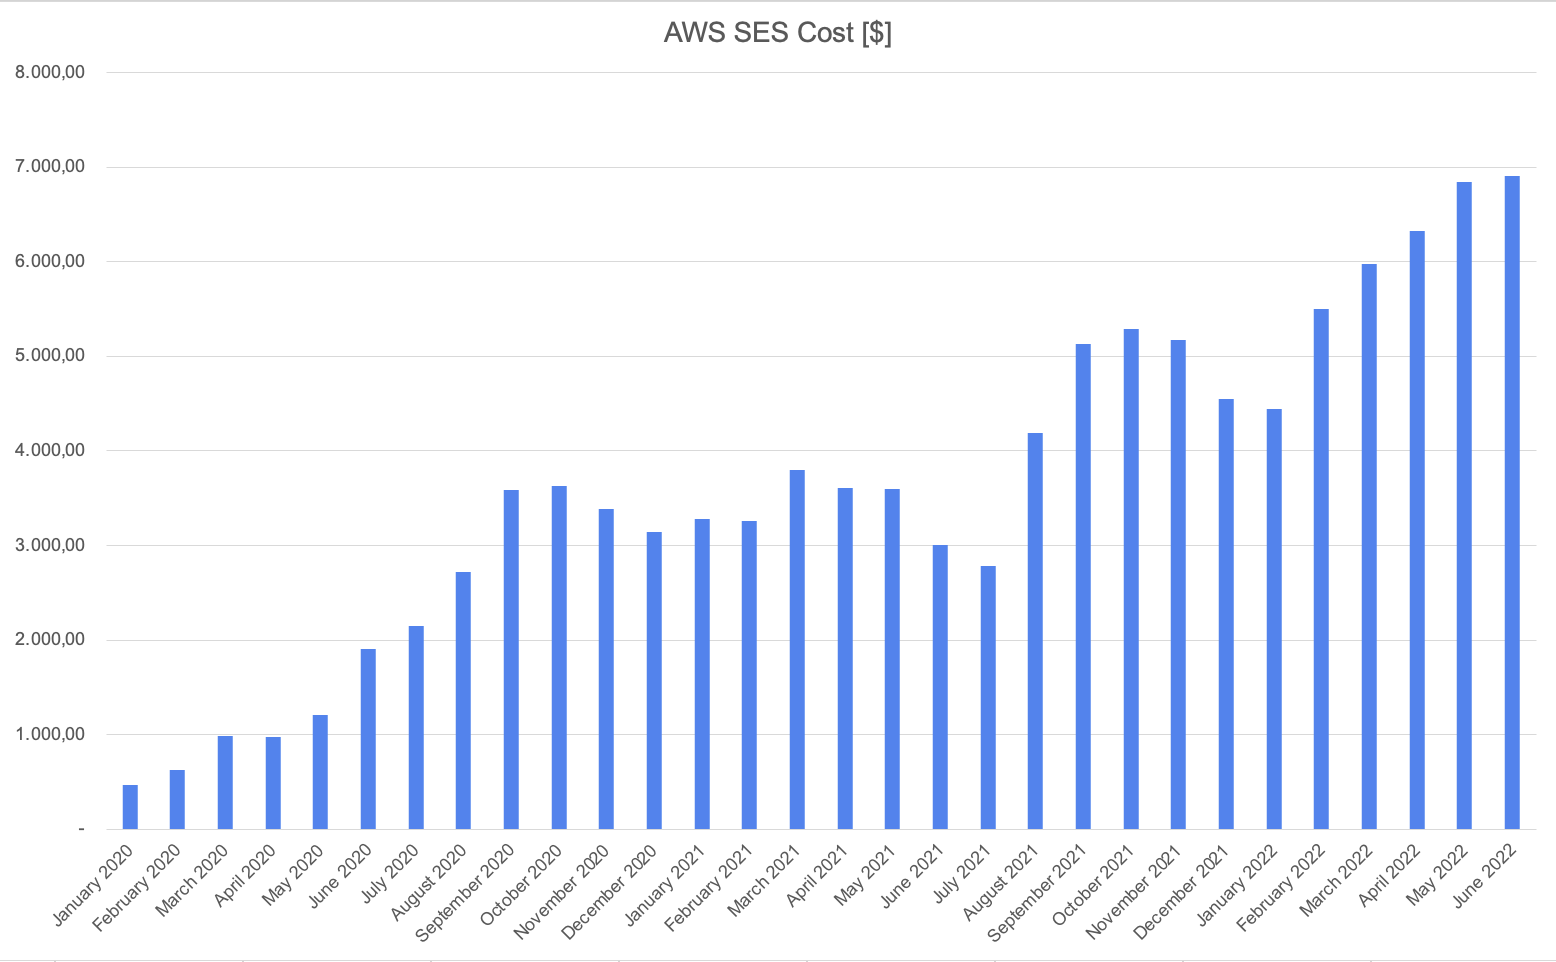 AWS SES Cost [$]
8.000,00
7.000,00
6.000,00
5.000,00
4.000,00
3.000,00
2.000,00
1.000,00
-
January 2020
February 2020
March 2020
April 2020
May 2020
June 2020
July 2020
August 2020
September 2020
October 2020
November 2020
December 2020
January 2021
February 2021
March 2021
April 2021
May 2021
June 2021
July 2021
August 2021
September 2021
October 2021
November 2021
December 2021
January 2022
February 2022
March 2022
April 2022
May 2022
June 2022